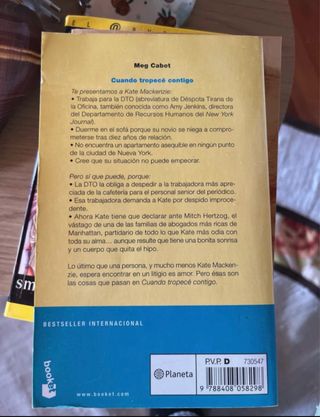 Meg Cabot
Cuando tropecé contigo
Te presentamos a Kate Mackenzie:
• Trabaja para la DTO (abreviatura de Déspota Tirana de
la Oficina, también conocida como Amy Jenkins, directora
del Departamento de Recursos Humanos del New York
Journal).
• Duerme en el sofá porque su novio se niega a compro-
meterse tras diez años de relación.
• No encuentra un apartamento asequible en ningún punto
de la ciudad de Nueva York.
• Cree que su situación no puede empeorar.
Pero sí que puede, porque:
• La DTO la obliga a despedir a la trabajadora más apre-
ciada de la cafetería para el personal senior del periódico.
• Esa trabajadora demanda a Kate por despido improce-
dente.
• Ahora Kate tiene que declarar ante Mitch Hertzog, el
vástago de una de las familias de abogados más ricas de
Manhattan, partidario de todo lo que Kate más odia con
toda su alma... aunque resulte que tiene una bonita sonrisa
y un cuerpo que quita el hipo.
Lo último que una persona, y mucho menos Kate Macken-
zie, espera encontrar en un litigio es amor. Pero ésas son
las cosas que pasan en Cuando tropecé contigo.
sm
BESTSELLER INTERNACIONAL
booket
www.booket.com
Planeta
P.V.P. D 730547
9 788408 058298